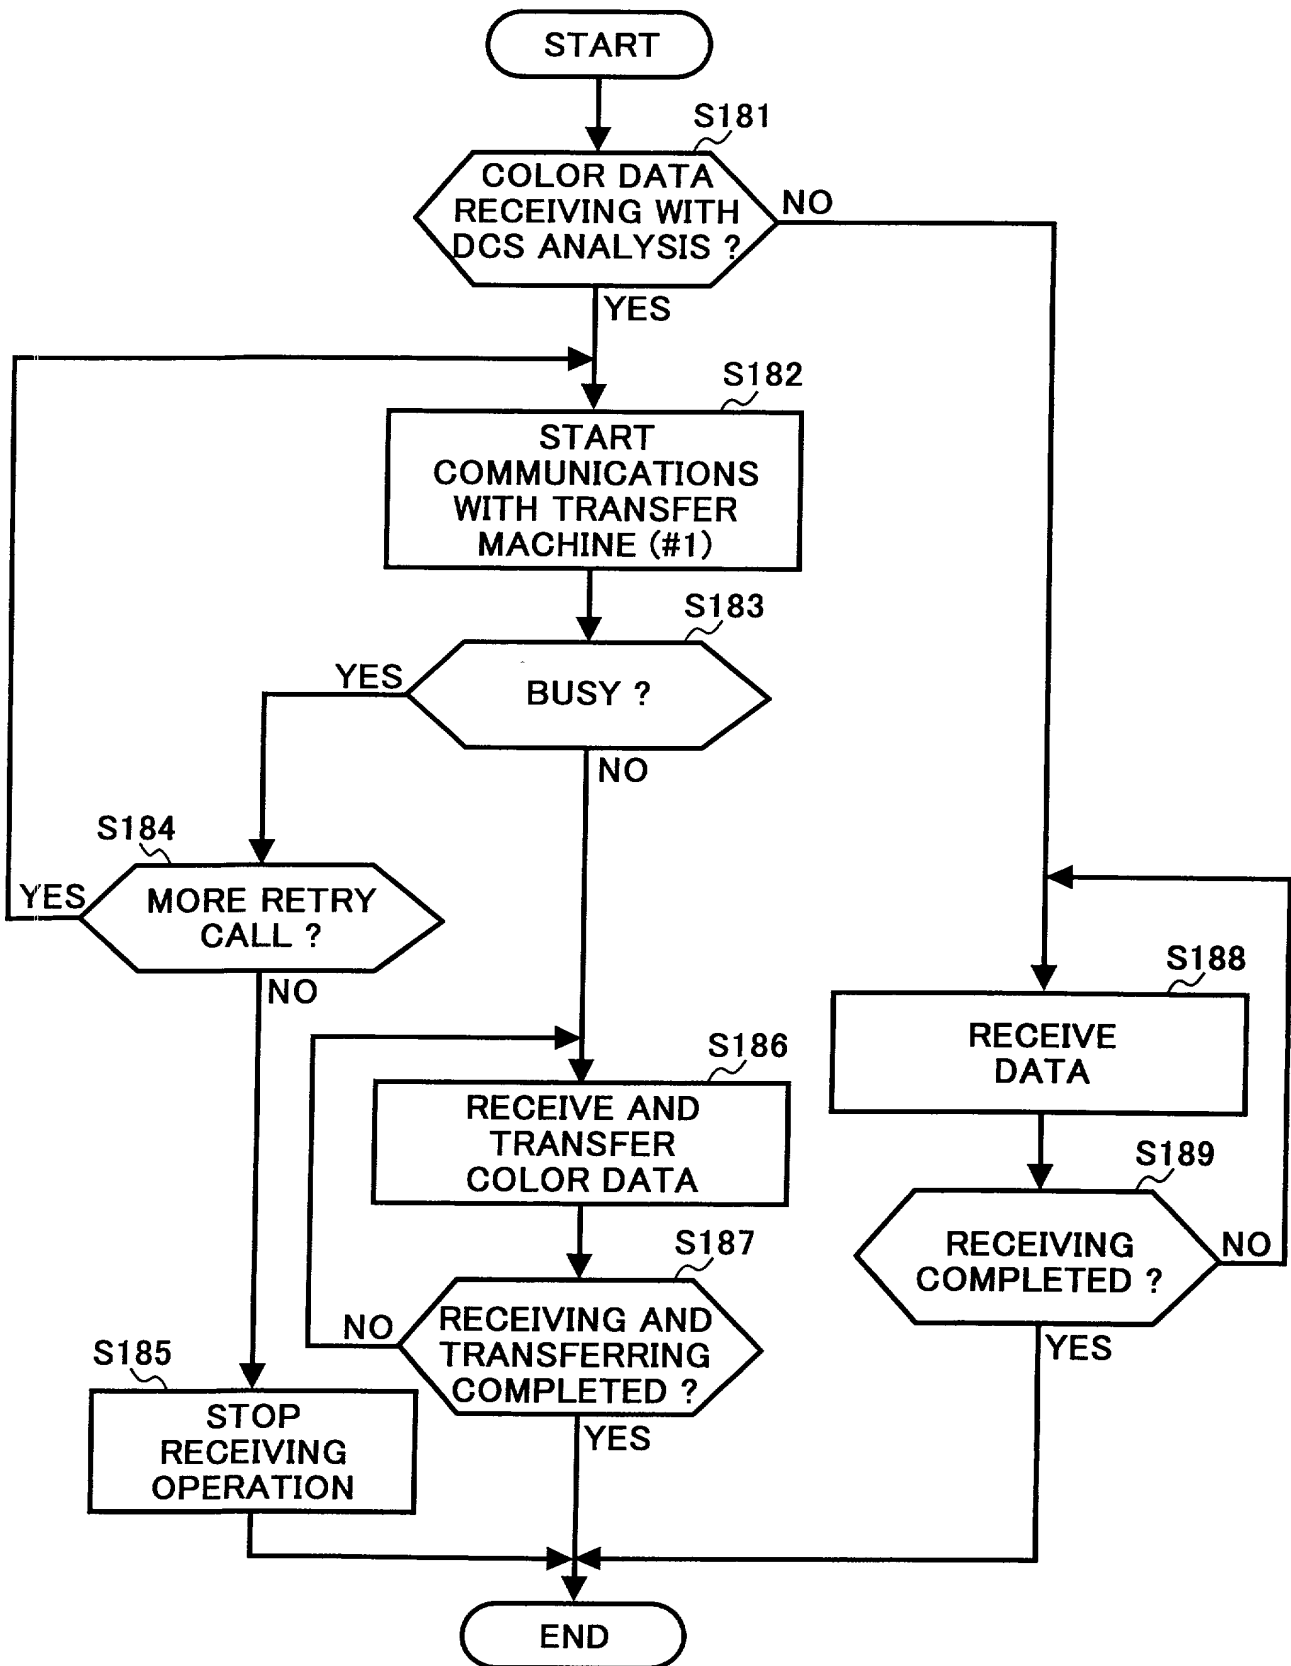 START
S181
COLOR DATA
RECEIVING WITH
DCS ANALYSIS ?
NO
YES
S182
START
COMMUNICATIONS
WITH TRANSFER
MACHINE (#1)
S183
YES
BUSY ?
NO
S184
YES
MORE RETRY
CALL ?
NO
S188
RECEIVE
DATA
S186
RECEIVE AND
TRANSFER
COLOR DATA
S189
RECEIVING
COMPLETED ?
NO
YES
S187
NO
RECEIVING AND
TRANSFERRING
COMPLETED ?
YES
S185
STOP
RECEIVING
OPERATION
END